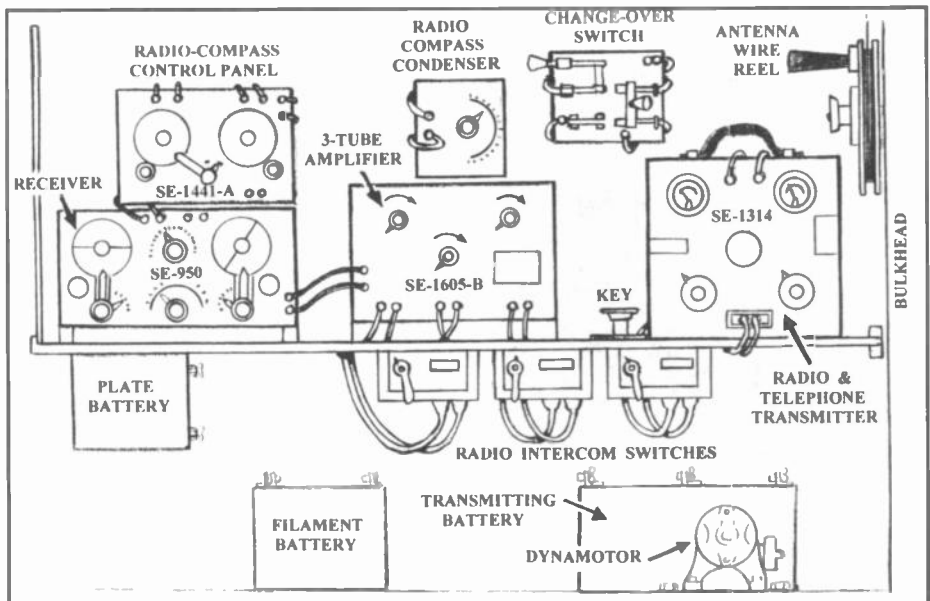 CHANGE-OVER
SWITCH
RADIO
COMPASS
CONDENSER
ANTENNA
WIRE
REEL
RADIO-COMPASS
CONTROL PANEL
3-TUBE
AMPLIFIER
RECEIVER
SE-1441-A
SE-1314
SE-950
SE-1605-B
KEY
BULKHEAD
PLATE
BATTERY
RADIO &
TELEPHONE
TRANSMITTER
RADIO INTERCOM SWITCHES
FILAMENT
BATTERY
TRANSMITTING
BATTERY
DYNAMOTOR